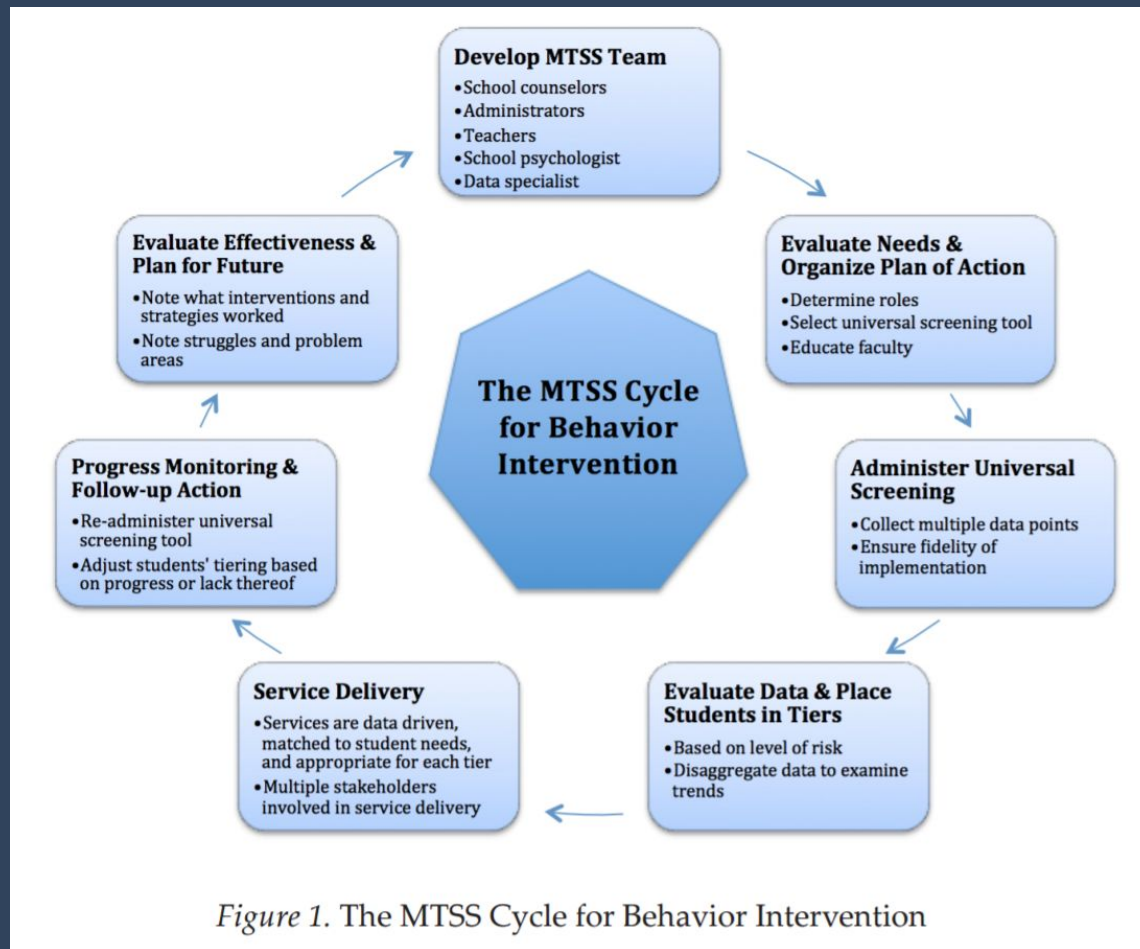 Develop MTSS Team
•School counselors
•Administrators
•Teachers
•School psychologist
•Data specialist
Evaluate Needs &
Organize Plan of Action
•Determine roles
•Select universal screening tool
•Educate faculty
Administer Universal
Screening
•Collect multiple data points
•Ensure fidelity of
implementation
Evaluate Data & Place
Students in Tiers
•Based on level of risk
•Disaggregate data to examine
trends
Service Delivery
•Services are data driven,
matched to student needs,
and appropriate for each tier
•Multiple stakeholders
involved in service delivery
Progress Monitoring &
Follow-up Action
•Re-administer universal
screening tool
•Adjust students' tiering based
on progress or lack thereof
Evaluate Effectiveness &
Plan for Future
•Note what interventions and
strategies worked
•Note struggles and problem
areas
The MTSS Cycle
for Behavior
Intervention
Figure 1. The MTSS Cycle for Behavior Intervention